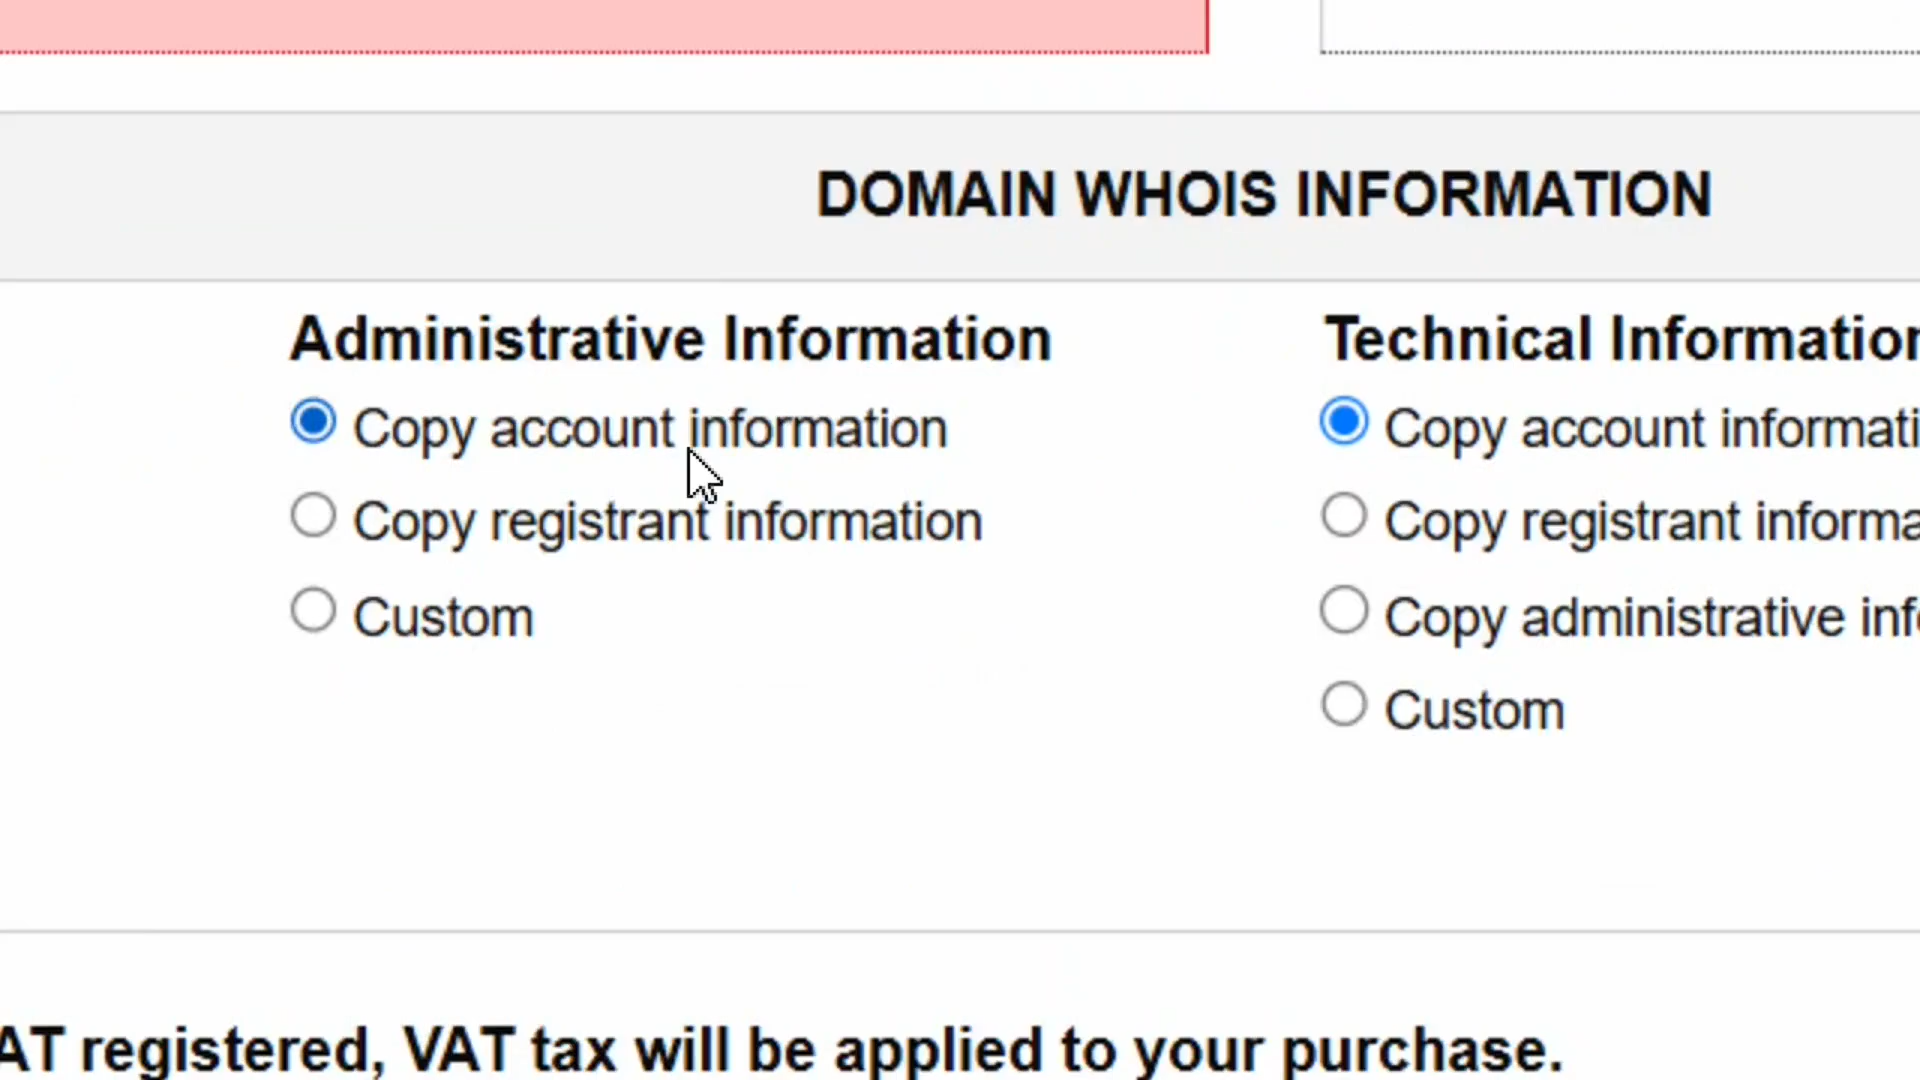 DOMAIN WHOIS INFORMATION
Administrative Information
Copy account information
Copy registrant information
Custom
Technical Informatior
Copy account informati
Copy registrant informa
Copy administrative inf
Custom
AT registered, VAT tax will be applied to your purchase.